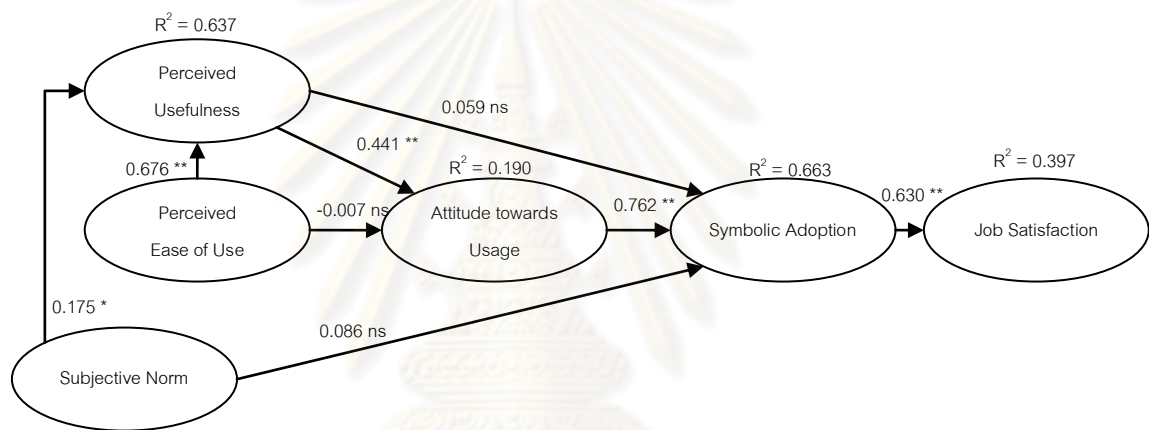 R² = 0.637
Perceived
Usefulness
0.059 ns
0.441 **
R² = 0.190
R² = 0.663
R² = 0.397
0.676 **
Perceived
Ease of Use
-0.007 ns
Attitude towards
Usage
0.762 **
Symbolic Adoption
0.630 **
Job Satisfaction
0.175 *
0.086 ns
Subjective Norm